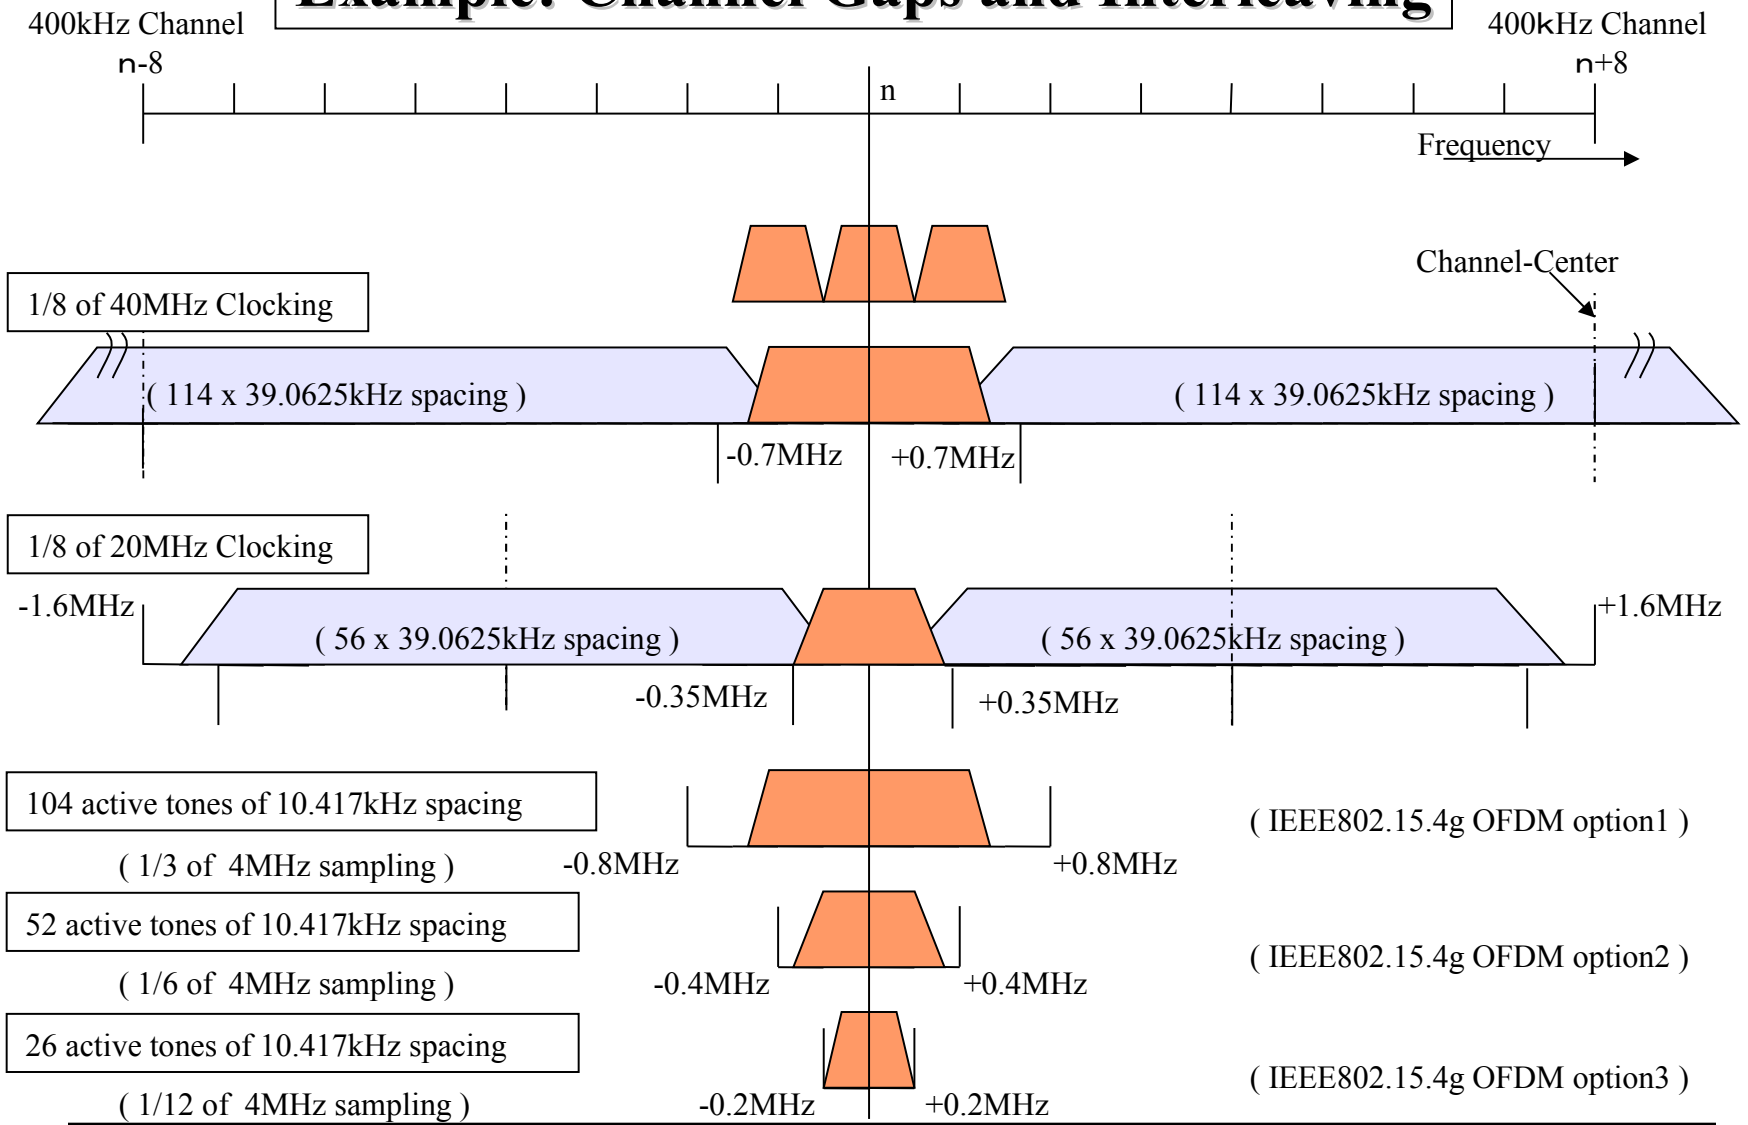 Example: Channel Gaps and Interleaving
400kHz Channel
n-8
400kHz Channel
n+8
n
Frequency
Channel-Center
1/8 of 40MHz Clocking
( 114 x 39.0625kHz spacing )
( 114 x 39.0625kHz spacing )
-0.7MHz
+0.7MHz
1/8 of 20MHz Clocking
-1.6MHz
+1.6MHz
( 56 x 39.0625kHz spacing )
( 56 x 39.0625kHz spacing )
-0.35MHz
+0.35MHz
104 active tones of 10.417kHz spacing
( IEEE802.15.4g OFDM option1 )
( 1/3 of 4MHz sampling )
-0.8MHz
+0.8MHz
52 active tones of 10.417kHz spacing
( IEEE802.15.4g OFDM option2 )
( 1/6 of 4MHz sampling )
-0.4MHz
+0.4MHz
26 active tones of 10.417kHz spacing
( IEEE802.15.4g OFDM option3 )
( 1/12 of 4MHz sampling )
-0.2MHz
+0.2MHz